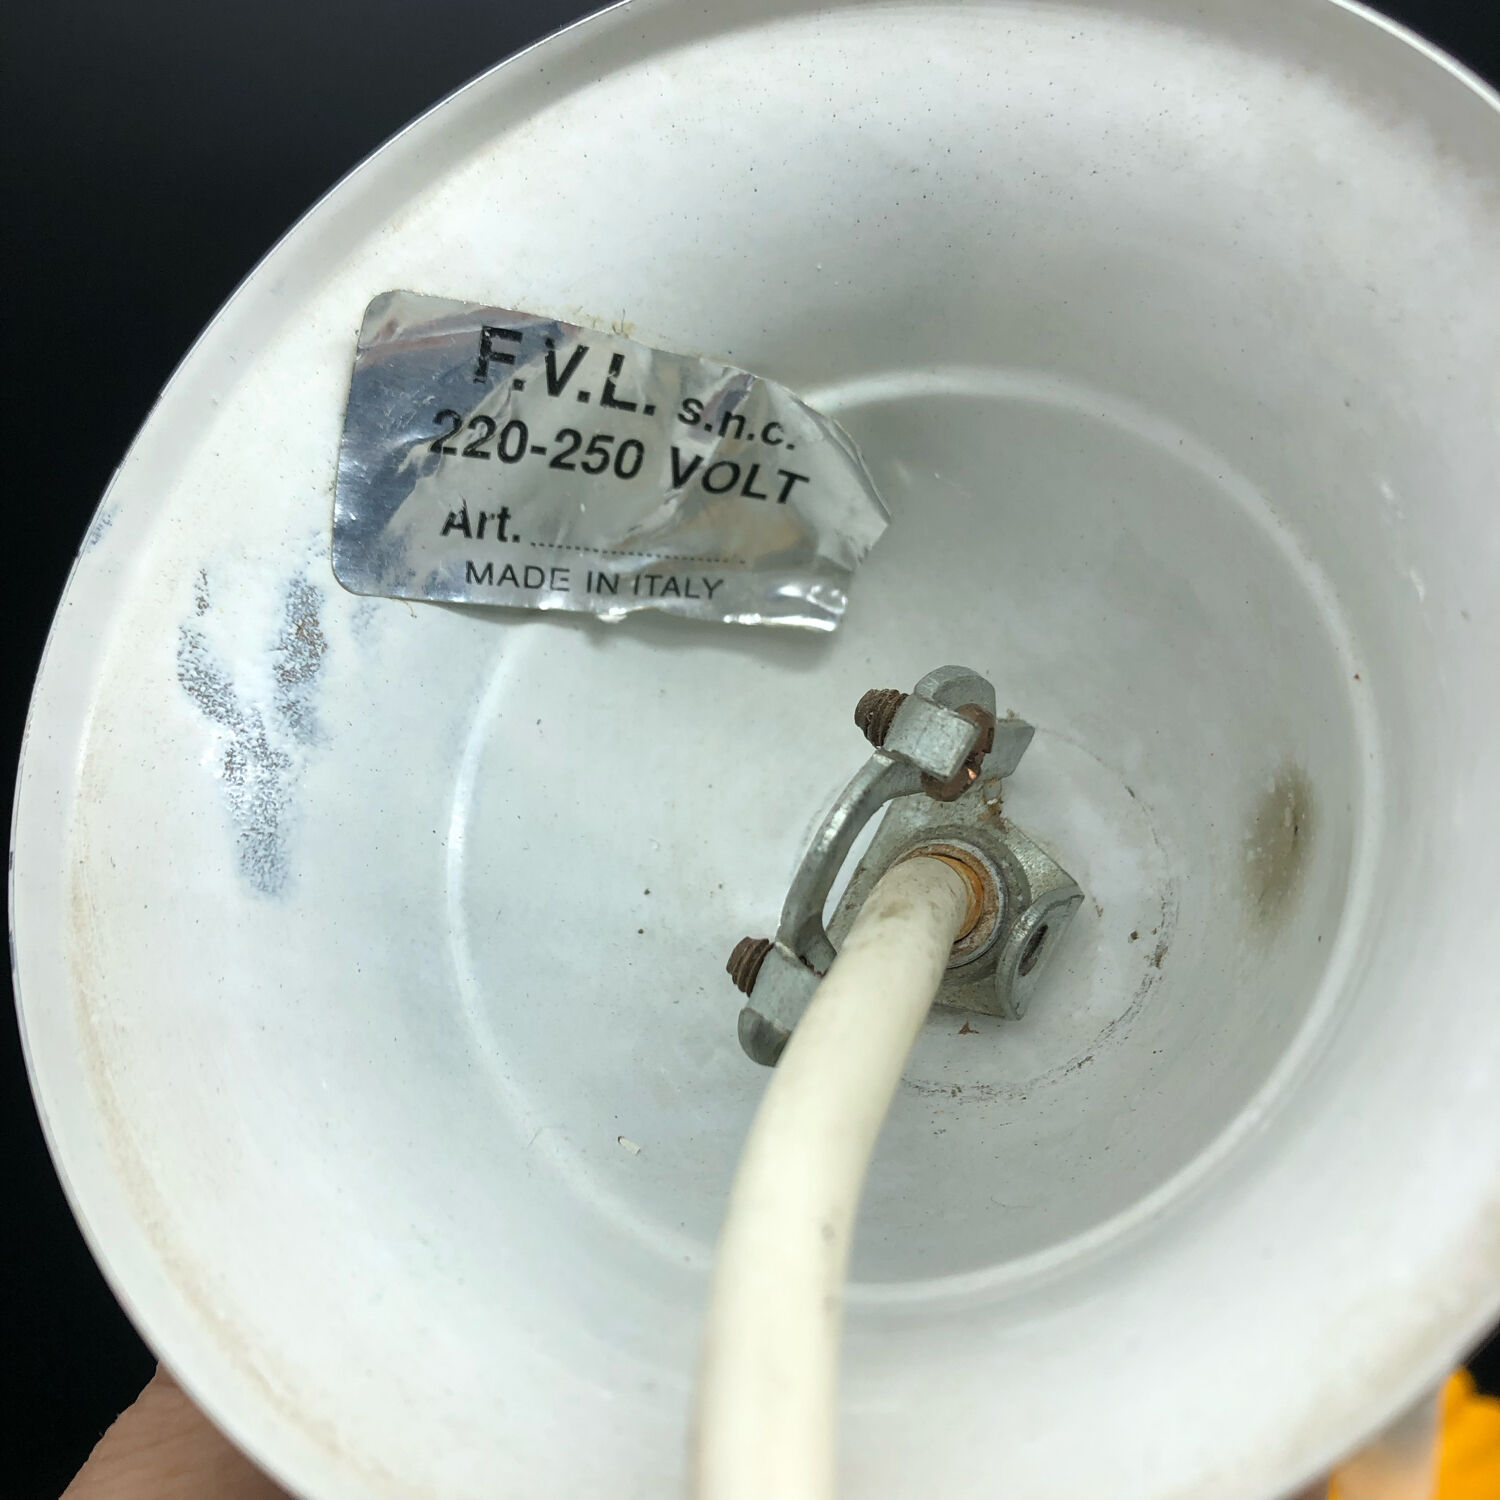 F.V.L. s.n.c.
220-250 VOLT
Art. ........................
MADE IN ITALY